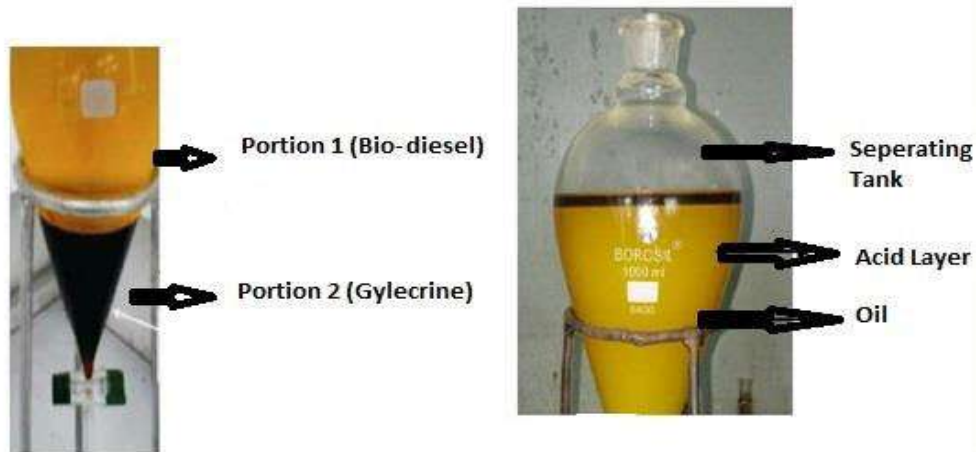 Portion 1 (Bio-diesel)
Portion 2 (Gylecrine)
Seperating
Tank
Acid Layer
Oil
BOROSIL ®
1000 ml